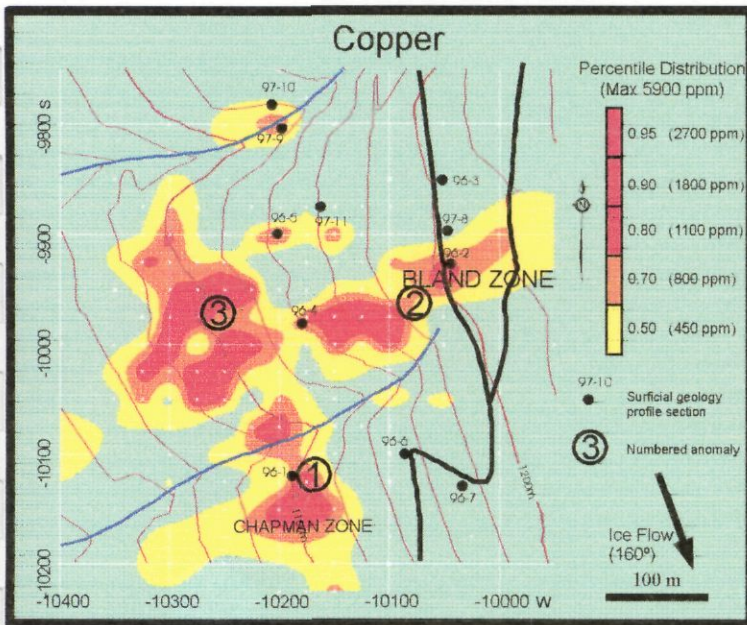 Copper
Percentile Distribution
(Max 5900 ppm)
0.95 (2700 ppm)
0.90 (1800 ppm)
0.80 (1100 ppm)
0.70 (800 ppm)
0.50 (450 ppm)
97-10
Surficial geology
profile section
3
Numbered anomaly
Ice Flow
(160º)
100 m
-9800 S
-9900
-10000
-10100
-10200
-10400
-10300
-10200
-10100
-10000 W
97-10
97-9
96-3
97-11
96-5
97-8
96-2
BLAND ZONE
2
3
96-4
96-6
96-1
1
96-7
1200m
CHAPMAN ZONE